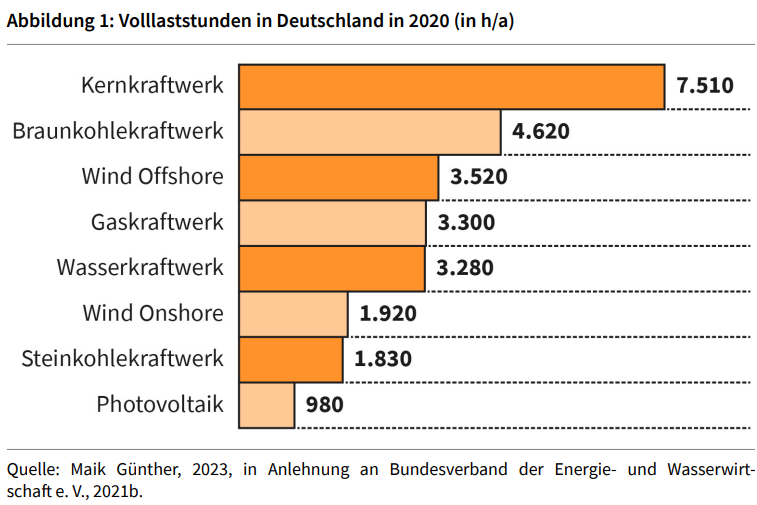 Abbildung 1: Volllaststunden in Deutschland in 2020 (in h/a)
Kernkraftwerk 7.510
Braunkohlekraftwerk 4.620
Wind Offshore 3.520
Gaskraftwerk 3.300
Wasserkraftwerk 3.280
Wind Onshore 1.920
Steinkohlekraftwerk 1.830
Photovoltaik 980
Quelle: Maik Günther, 2023, in Anlehnung an Bundesverband der Energie- und Wasserwirt-
schaft e. V., 2021b.